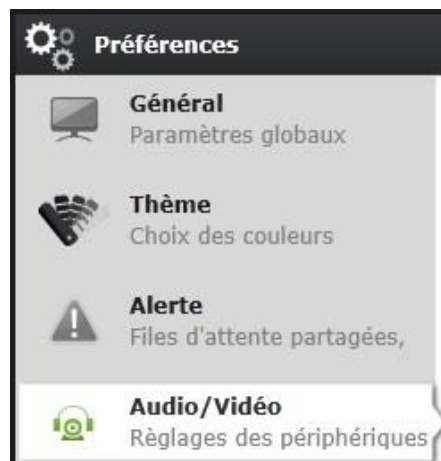 Préférences
Général
Paramètres globaux
Thème
Choix des couleurs
Alerte
Files d'attente partagées,
Audio/Vidéo
Règlages des périphériques